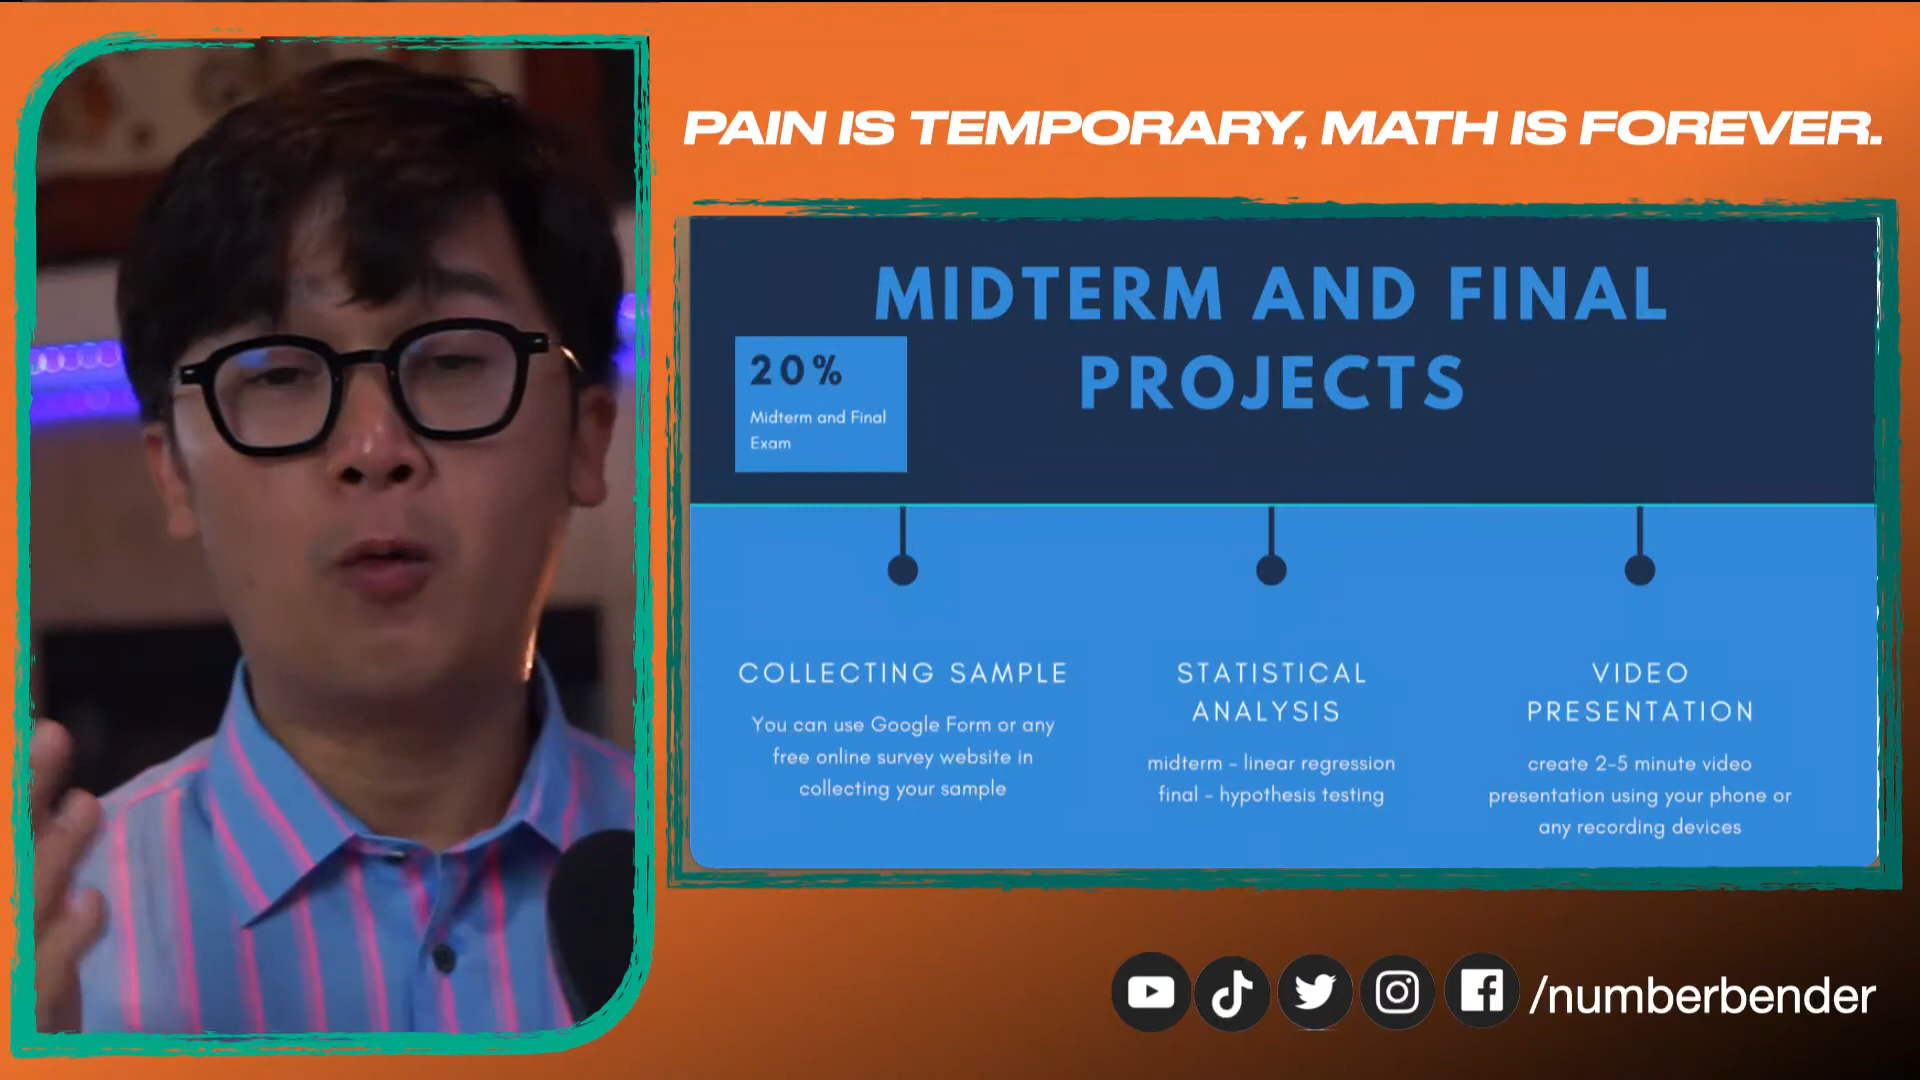 PAIN IS TEMPORARY, MATH IS FOREVER.
MIDTERM AND FINAL
PROJECTS
20%
Midterm and Final
Exam
COLLECTING SAMPLE
You can use Google Form or any
free online survey website in
collecting your sample
STATISTICAL
ANALYSIS
midterm - linear regression
final - hypothesis testing
VIDEO
PRESENTATION
create 2-5 minute video
presentation using your phone or
any recording devices
/numberbender